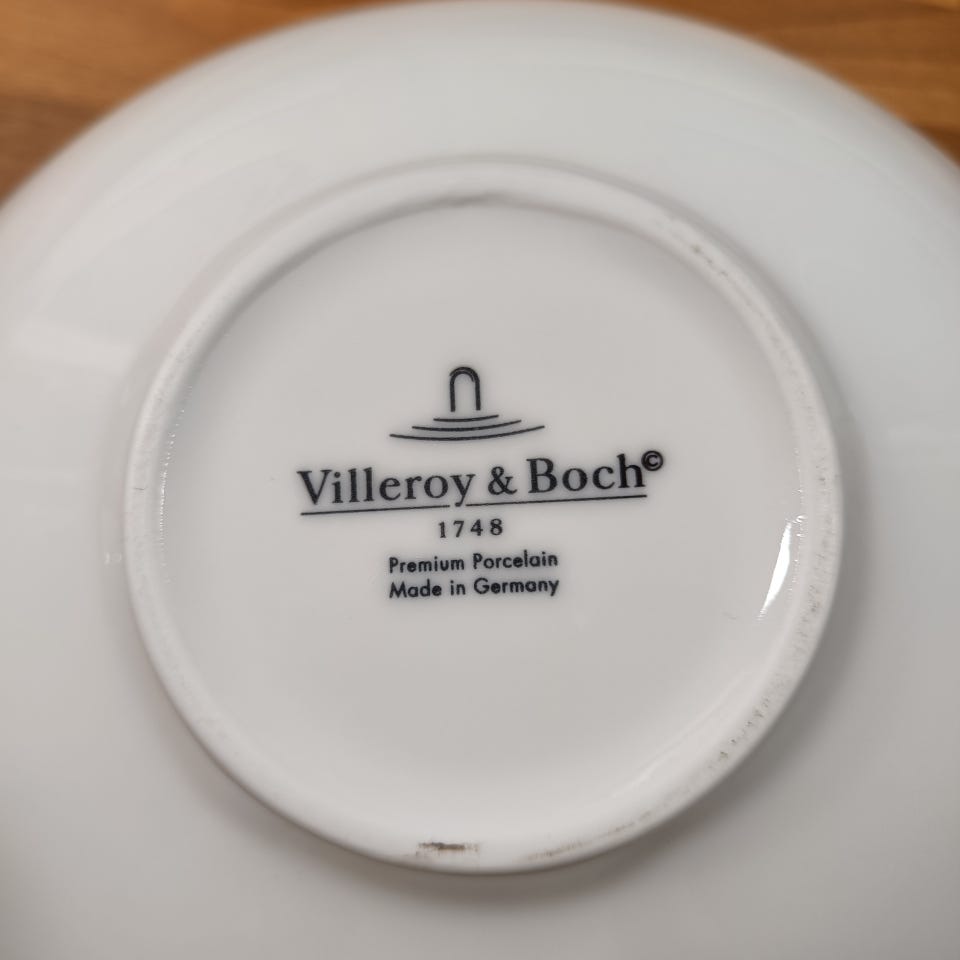 Villeroy & Boch©
1748
Premium Porcelain
Made in Germany